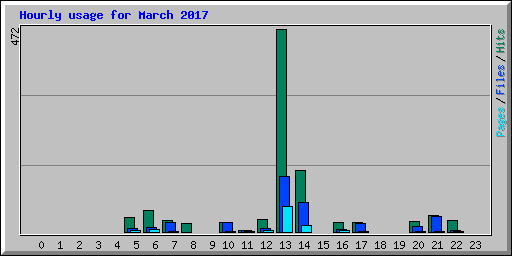 Hourly usage for March 2017
472
Pages/Files/Hits
0 1 2 3 4 5 6 7 8 9 10 11 12 13 14 15 16 17 18 19 20 21 22 23